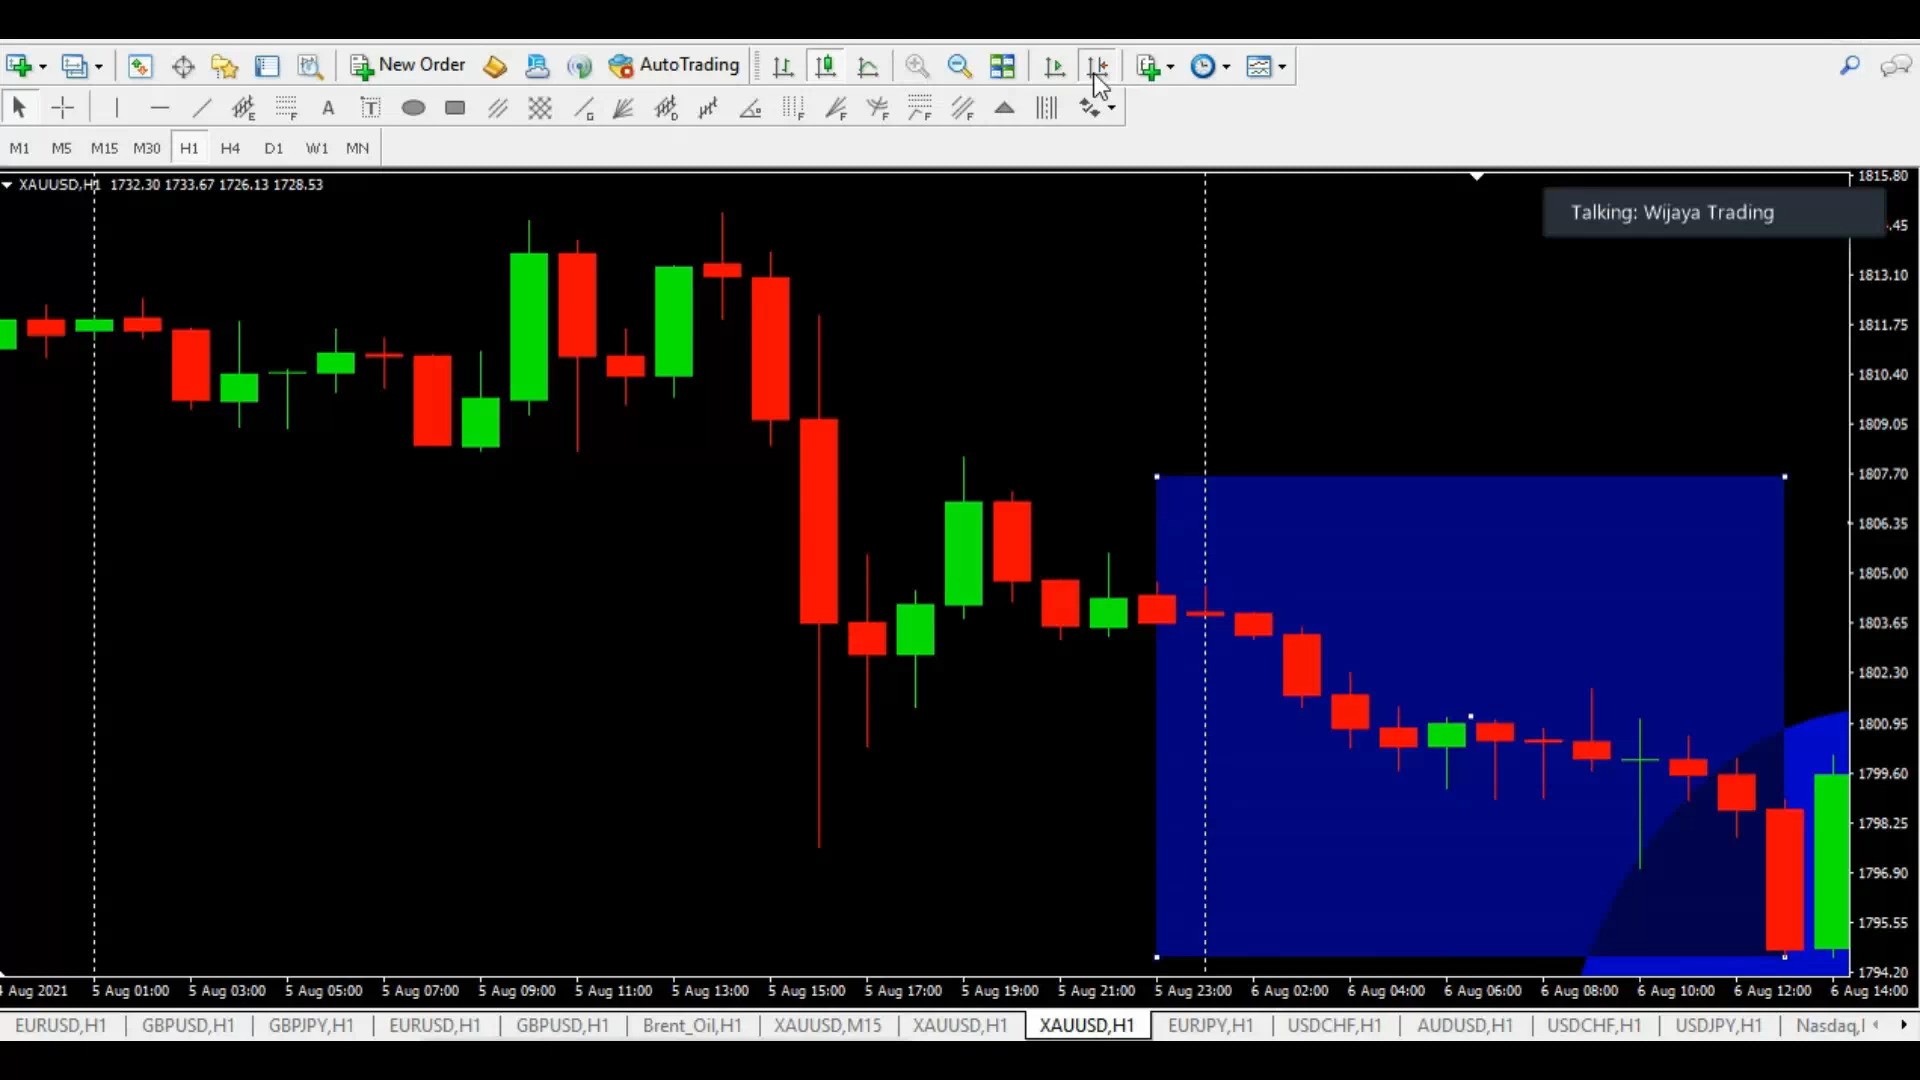 New Order AutoTrading
A T
M1 M5 M15 M30 H1 H4 D1 W1 MN
XAUUSD,H1 1732.30 1733.67 1726.13 1728.53
Talking: Wijaya Trading
1815.80
.45
1813.10
1811.75
1810.40
1809.05
1807.70
1806.35
1805.00
1803.65
1802.30
1800.95
1799.60
1798.25
1796.90
1795.55
1794.20
Aug 2021 5 Aug 01:00 5 Aug 03:00 5 Aug 05:00 5 Aug 07:00 5 Aug 09:00 5 Aug 11:00 5 Aug 13:00 5 Aug 15:00 5 Aug 17:00 5 Aug 19:00 5 Aug 21:00 5 Aug 23:00 6 Aug 02:00 6 Aug 04:00 6 Aug 06:00 6 Aug 08:00 6 Aug 10:00 6 Aug 12:00 6 Aug 14:00
EURUSD,H1 GBPUSD,H1 GBPJPY,H1 EURUSD,H1 GBPUSD,H1 Brent_Oil,H1 XAUUSD,M15 XAUUSD,H1 XAUUSD,H1 EURJPY,H1 USDCHF,H1 AUDUSD,H1 USDCHF,H1 USDJPY,H1 Nasdaq,